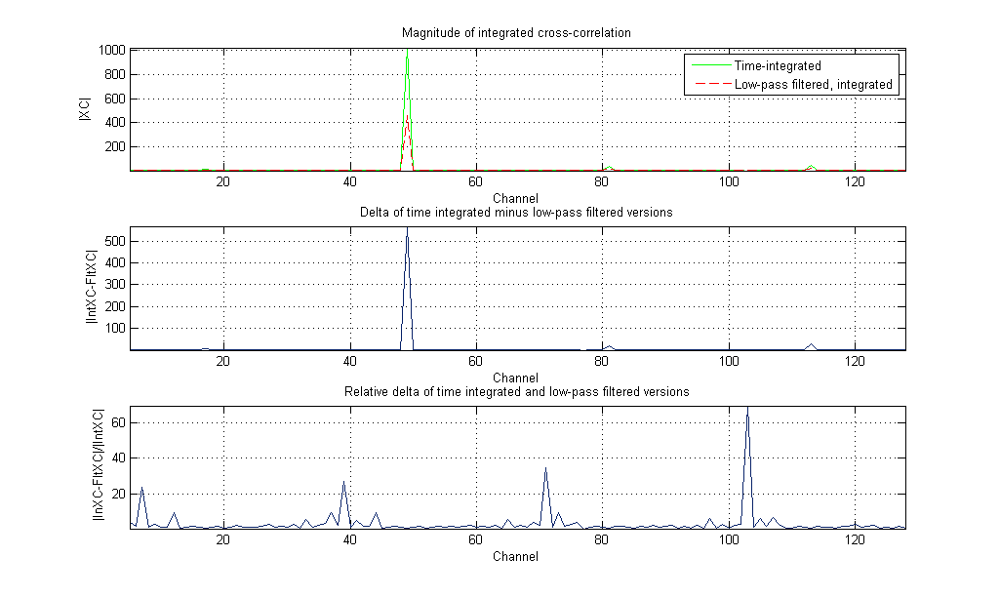 Magnitude of integrated cross-correlation
|XC|
1000
800
600
400
200
Time-integrated
Low-pass filtered, integrated
20 40 60 80 100 120
Channel
Delta of time integrated minus low-pass filtered versions
|IntXC-FltXC|
500
400
300
200
100
20 40 60 80 100 120
Channel
Relative delta of time integrated and low-pass filtered versions
|InXC-FltXC|/|IntXC|
60
40
20
20 40 60 80 100 120
Channel